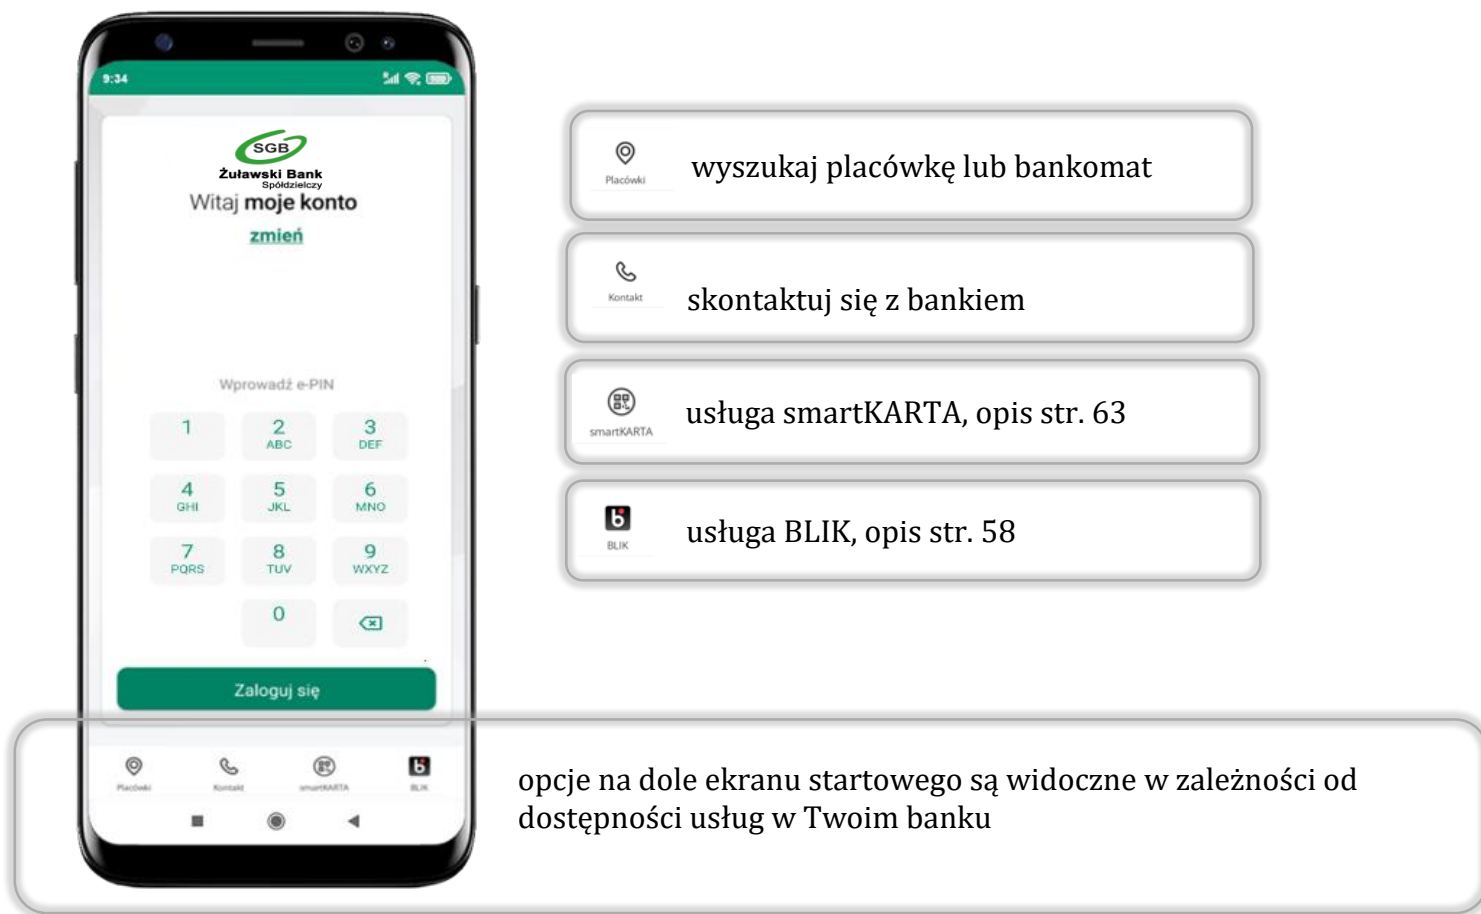 9:34
SGB
Żuławski Bank
Spółdzielczy
Witaj moje konto
zmień
Wprowadź e-PIN
1
2
ABC
3
DEF
4
GHI
5
JKL
6
MNO
7
PQRS
8
TUV
9
WXYZ
0
Zaloguj się
Placówki
Kontakt
smartKARTA
BLIK
Placówki
wyszukaj placówkę lub bankomat
Kontakt
skontaktuj się z bankiem
smartKARTA
usługa smartKARTA, opis str. 63
BLIK
usługa BLIK, opis str. 58
opcje na dole ekranu startowego są widoczne w zależności od
dostępności usług w Twoim banku